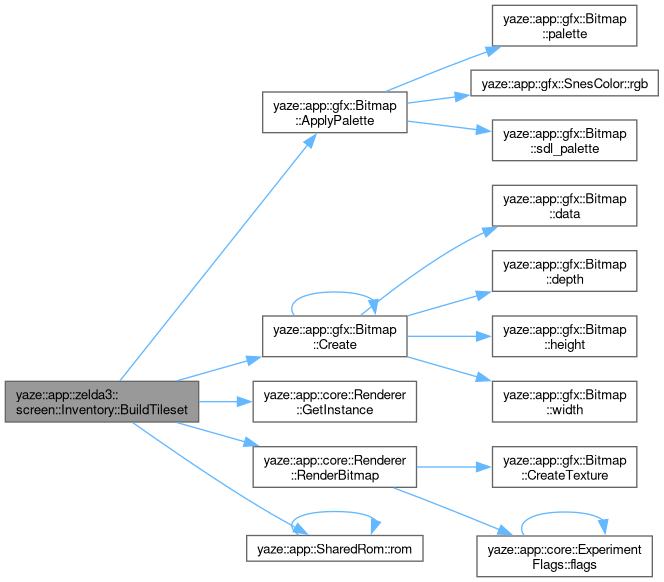 yaze::app::gfx::Bitmap
::palette
yaze::app::gfx::SnesColor::rgb
yaze::app::gfx::Bitmap
::ApplyPalette
yaze::app::gfx::Bitmap
::sdl_palette
yaze::app::gfx::Bitmap
::data
yaze::app::gfx::Bitmap
::depth
yaze::app::gfx::Bitmap
::Create
yaze::app::gfx::Bitmap
::height
yaze::app::zelda3::
screen::Inventory::BuildTileset
yaze::app::core::Renderer
::GetInstance
yaze::app::gfx::Bitmap
::width
yaze::app::core::Renderer
::RenderBitmap
yaze::app::gfx::Bitmap
::CreateTexture
yaze::app::SharedRom::rom
yaze::app::core::Experiment
Flags::flags